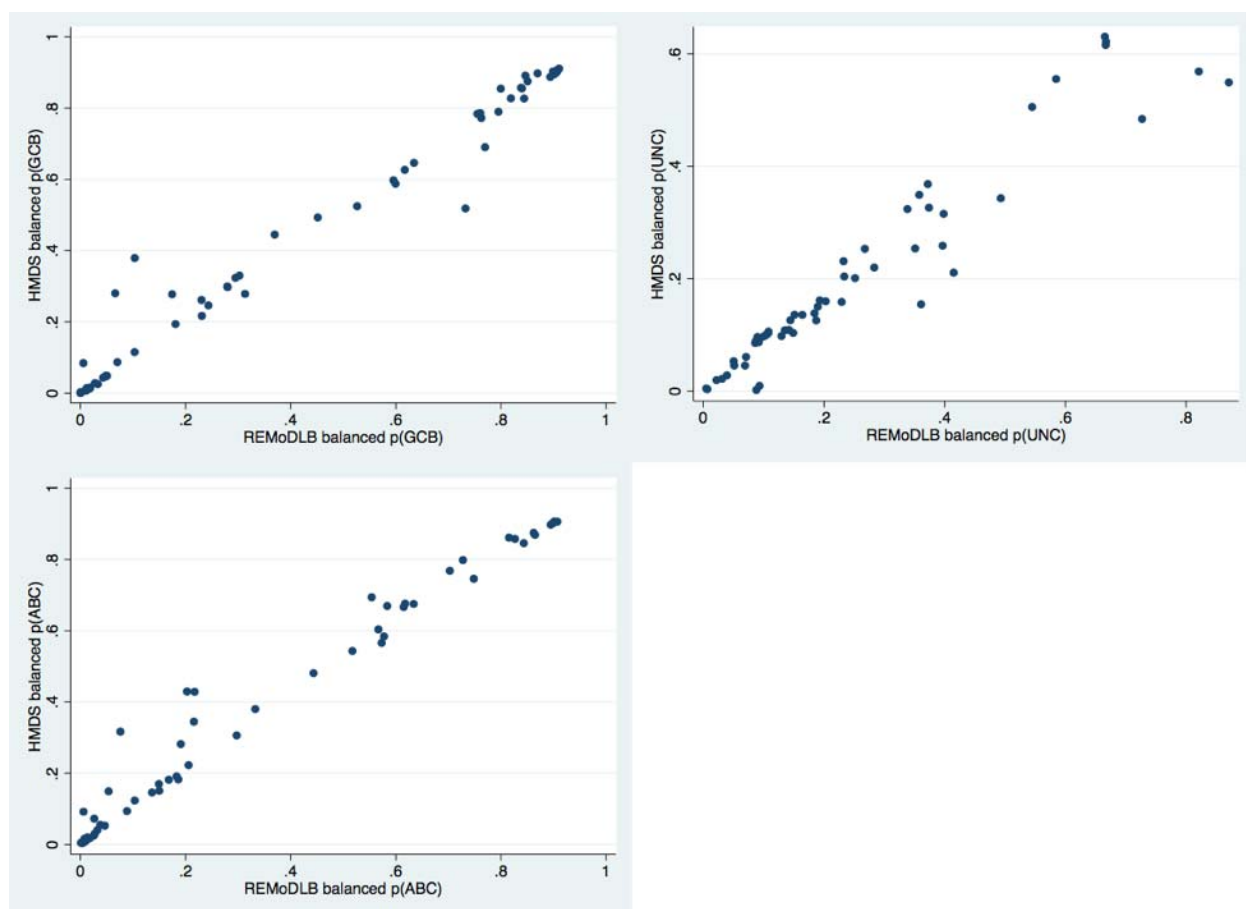 1
.8
.6
.4
.2
0
HMDS balanced p(GCB)
0 .2 .4 .6 .8 1
REMoDLB balanced p(GCB)
.6
.4
.2
0
HMDS balanced p(UNC)
0 .2 .4 .6 .8
REMoDLB balanced p(UNC)
1
.8
.6
.4
.2
0
HMDS balanced p(ABC)
0 .2 .4 .6 .8 1
REMoDLB balanced p(ABC)